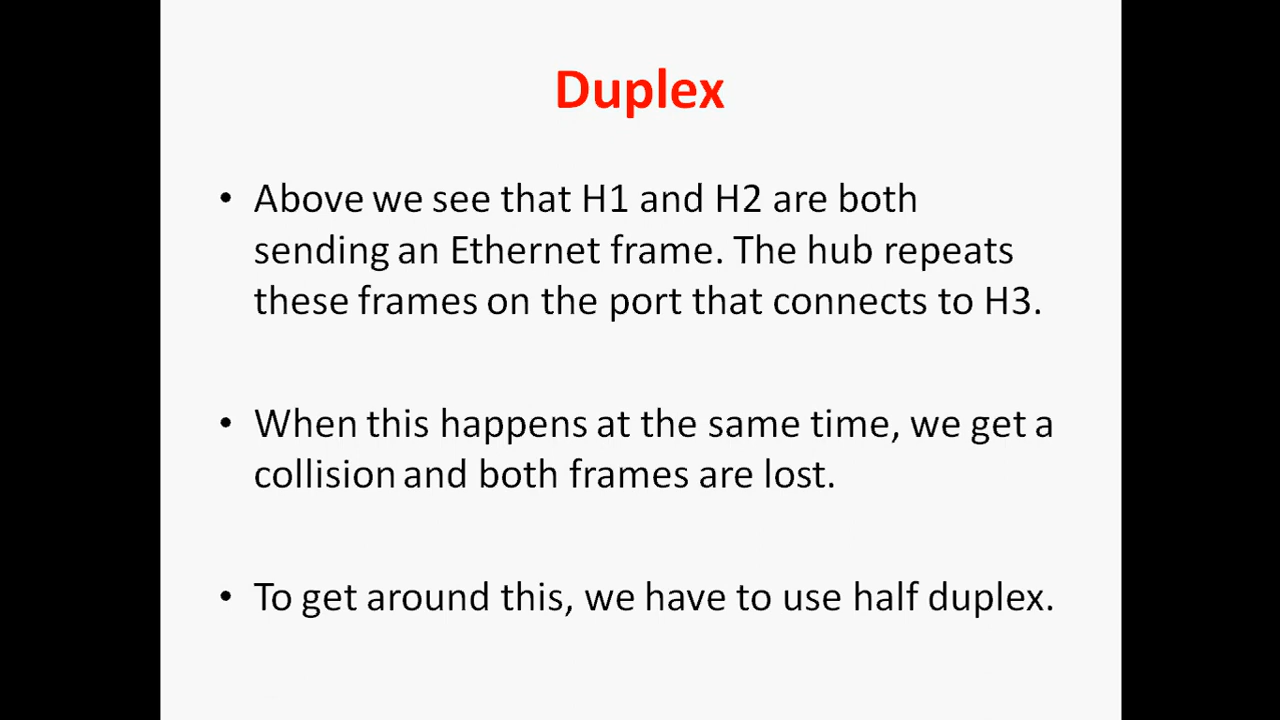 Duplex
• Above we see that H1 and H2 are both
sending an Ethernet frame. The hub repeats
these frames on the port that connects to H3.
• When this happens at the same time, we get a
collision and both frames are lost.
• To get around this, we have to use half duplex.